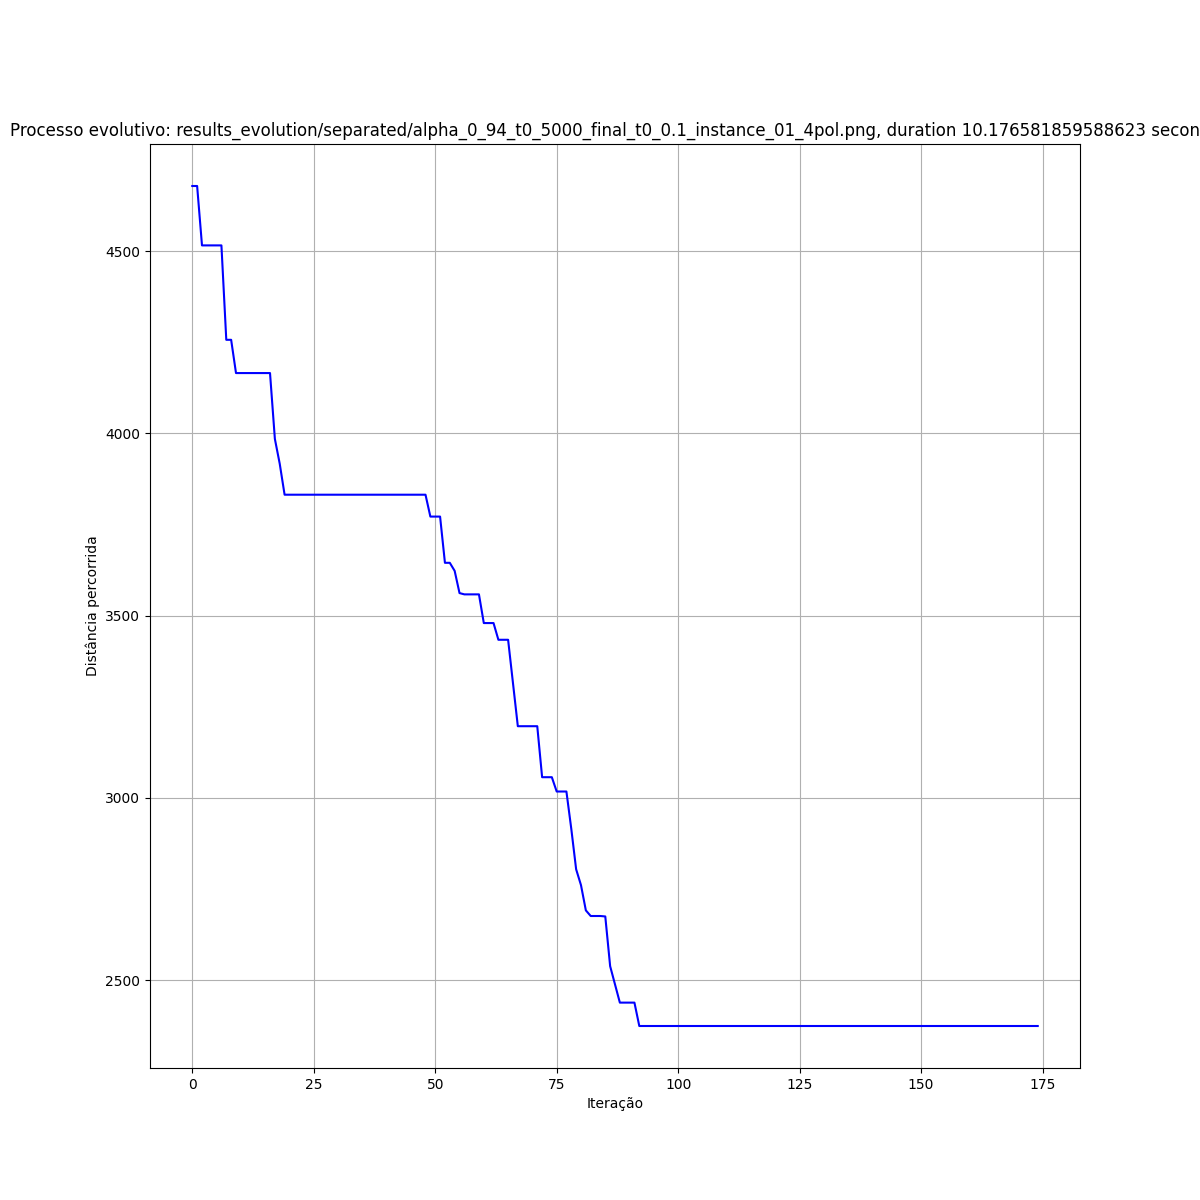 Processo evolutivo: results_evolution/separated/alpha_0_94_t0_5000_final_t0_0.1_instance_01_4pol.png, duration 10.176581859588623 secon
4500
4000
3500
3000
2500
Distância percorrida
0 25 50 75 100 125 150 175
Iteração